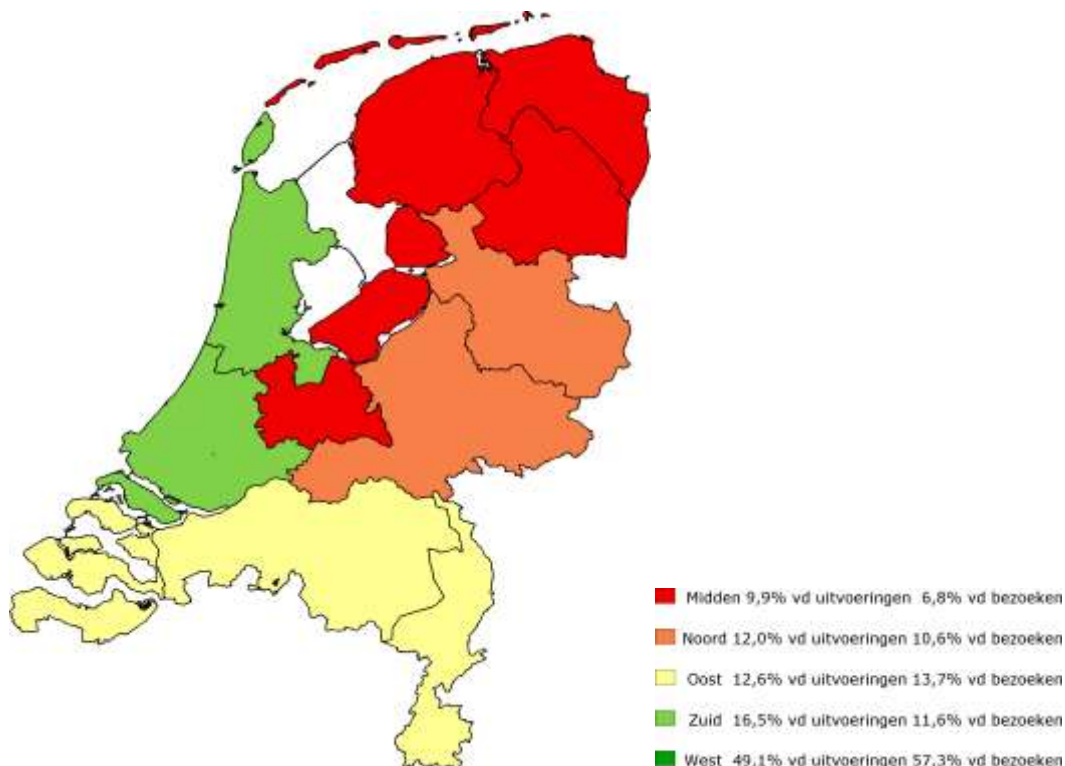 Midden 9,9% vd uitvoeringen 6,8% vd bezoeken
Noord 12,0% vd uitvoeringen 10,6% vd bezoeken
Oost 12,6% vd uitvoeringen 13,7% vd bezoeken
Zuid 16,5% vd uitvoeringen 11,6% vd bezoeken
West 49,1% vd uitvoeringen 57,3% vd bezoeken